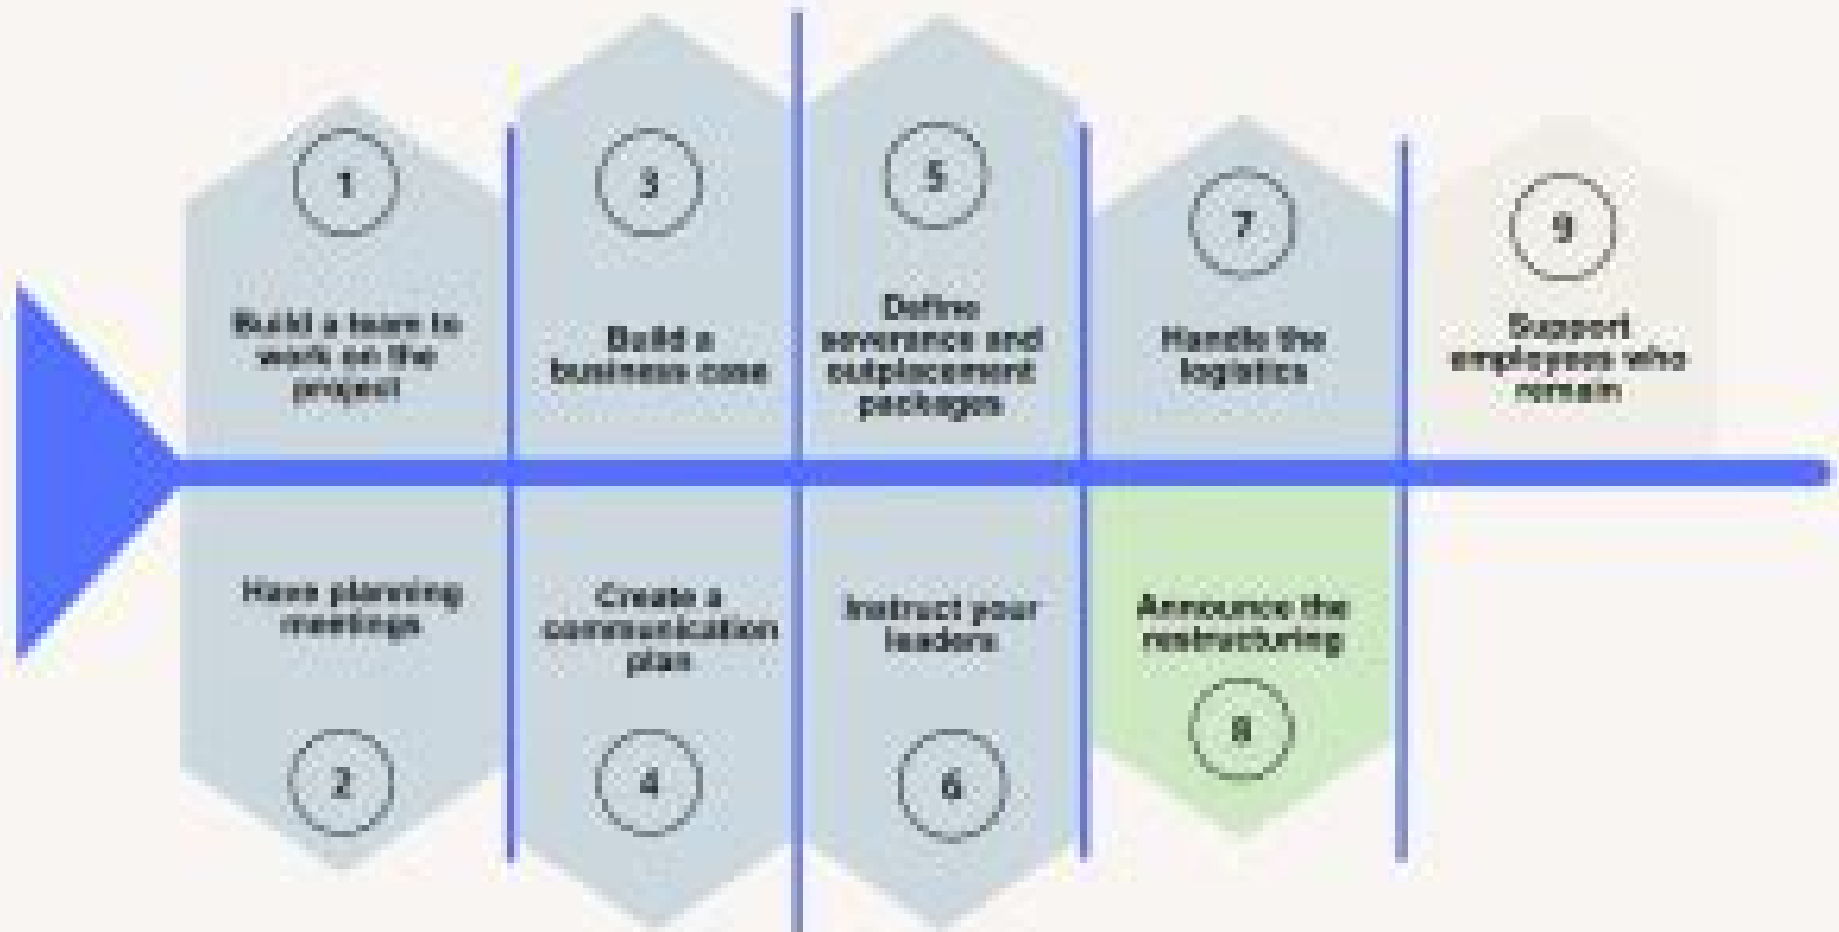 1
Build a team to
work on the
project
2
Have planning
meetings
3
Build a
business case
4
Create a
communication
plan
5
Define
severance and
outplacement
packages
6
Instruct your
leaders
7
Handle the
logistics
8
Announce the
restructuring
9
Support
employees who
remain